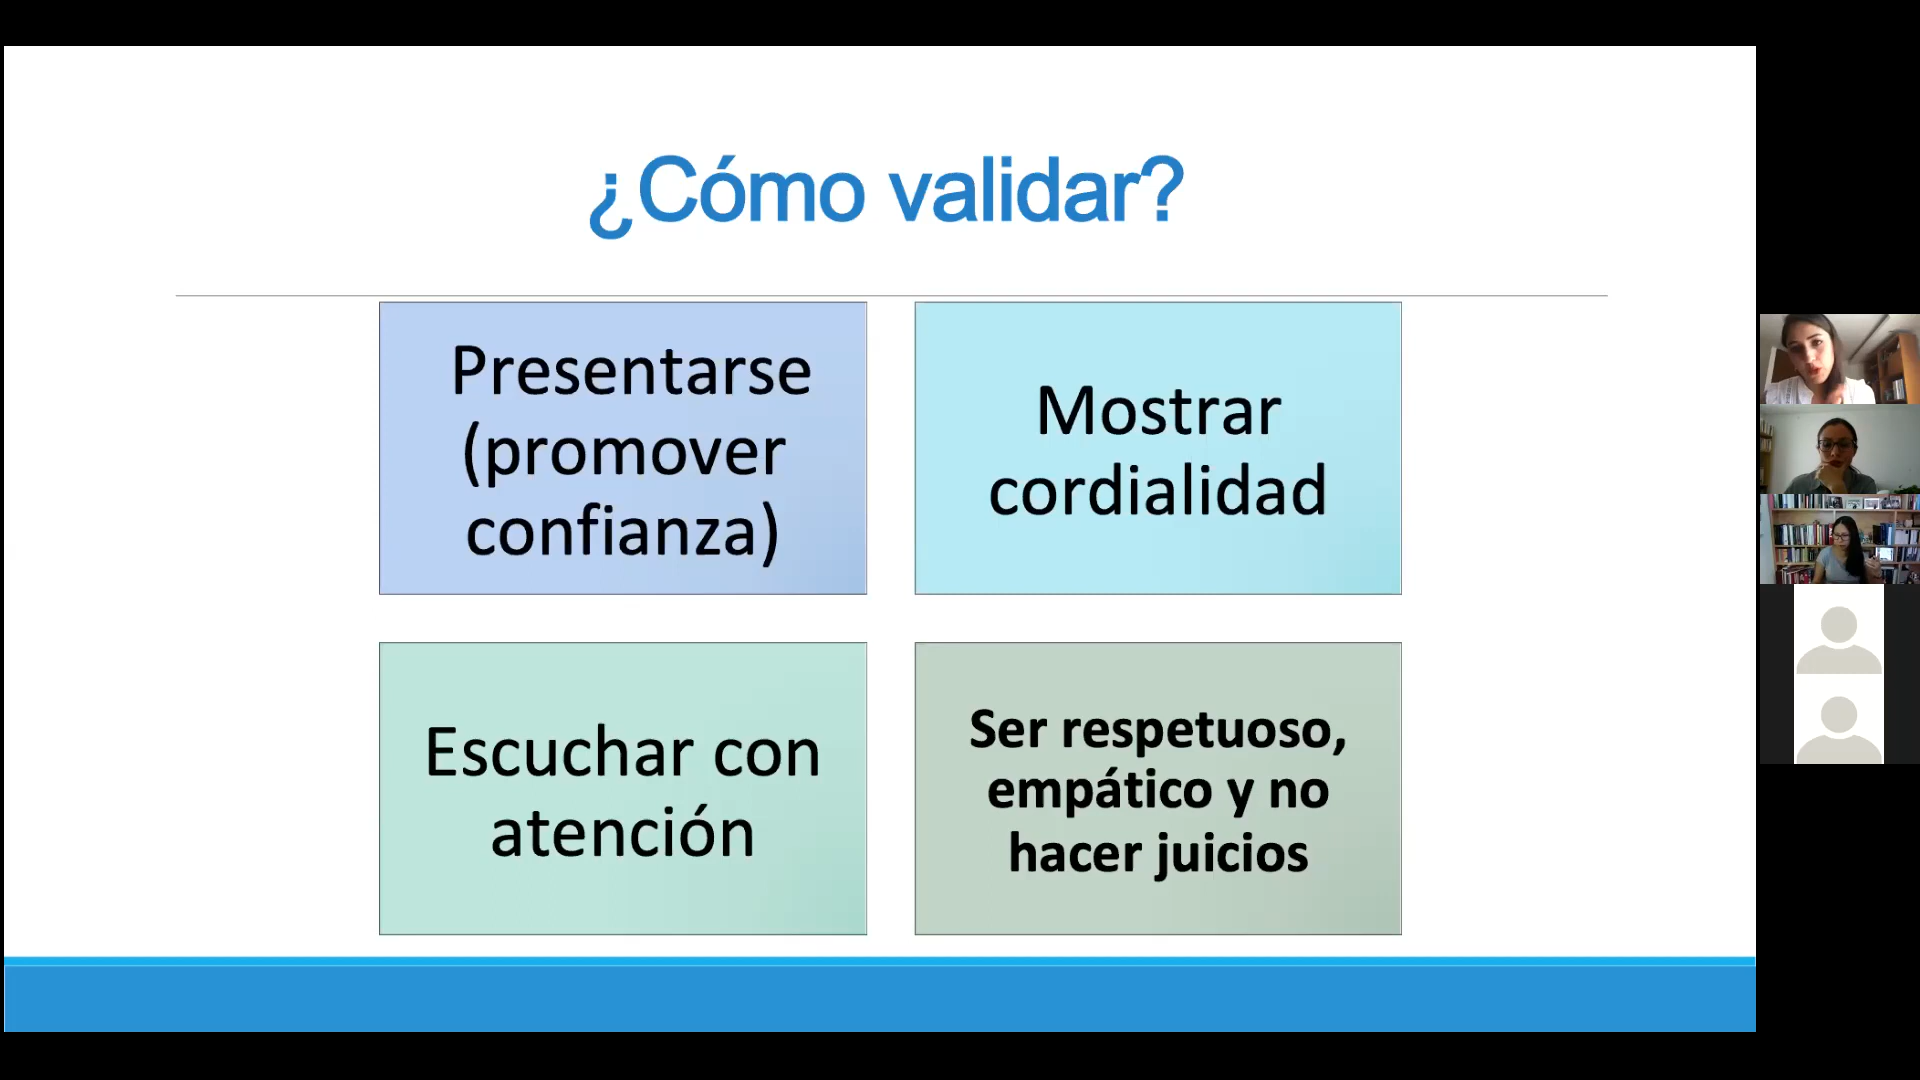 ¿Cómo validar?
Presentarse
(promover
confianza)
Mostrar
cordialidad
Escuchar con
atención
Ser respetuoso,
empático y no
hacer juicios